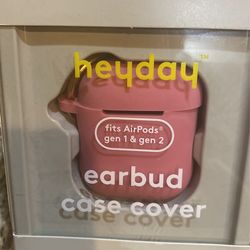 heyday™
fits AirPods®
gen 1 & gen 2
earbud
case cover